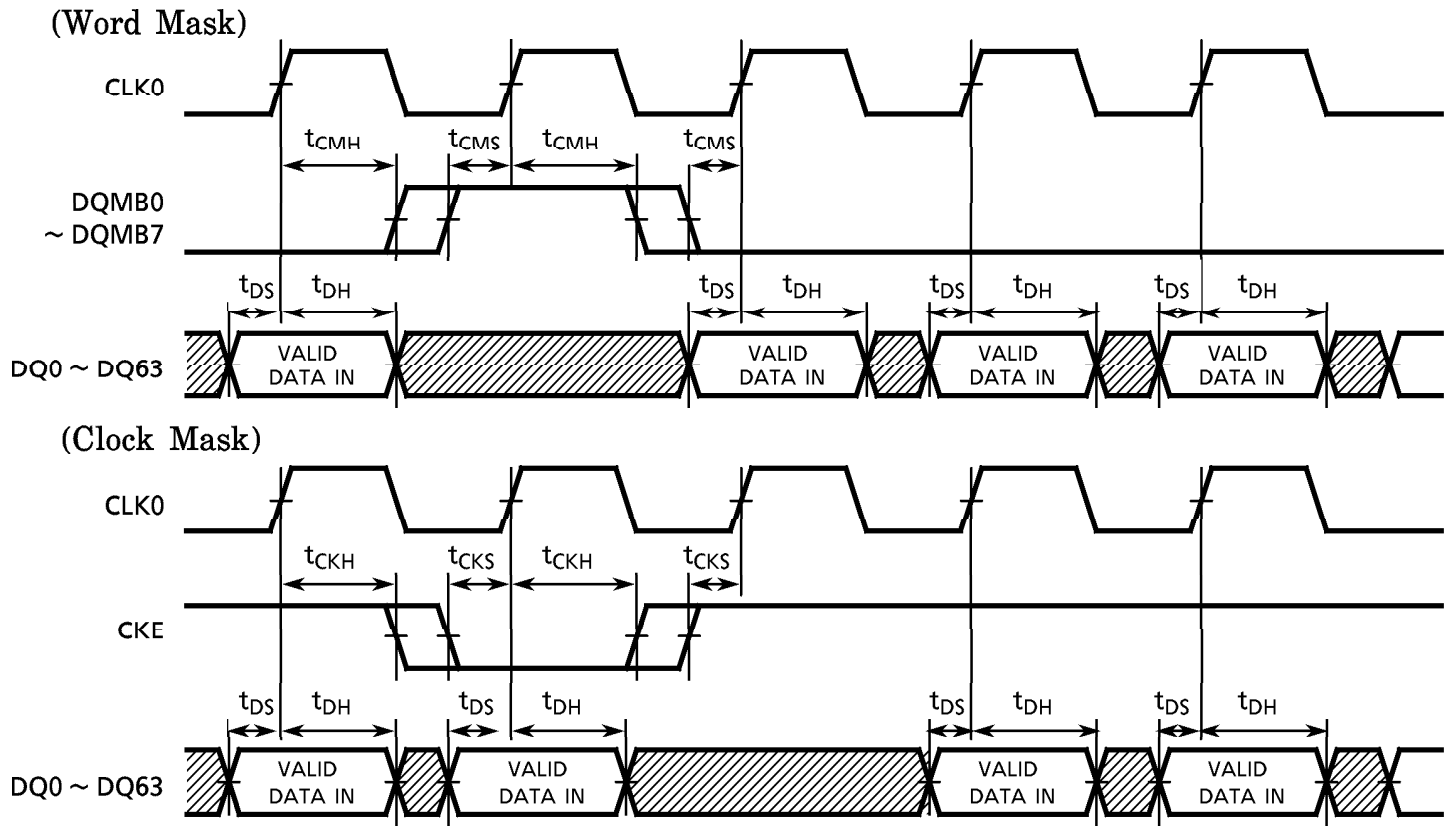 (Word Mask)
CLK0
tCMH tCMS tCMH tCMS
DQMB0
~ DQMB7
tDS tDH tDS tDH tDS tDH tDS tDH
DQ0 ~ DQ63
VALID DATA IN
VALID DATA IN
VALID DATA IN
VALID DATA IN
(Clock Mask)
CLK0
tCKH tCKS tCKH tCKS
CKE
tDS tDH tDS tDH tDS tDH tDS tDH
DQ0 ~ DQ63
VALID DATA IN
VALID DATA IN
VALID DATA IN
VALID DATA IN